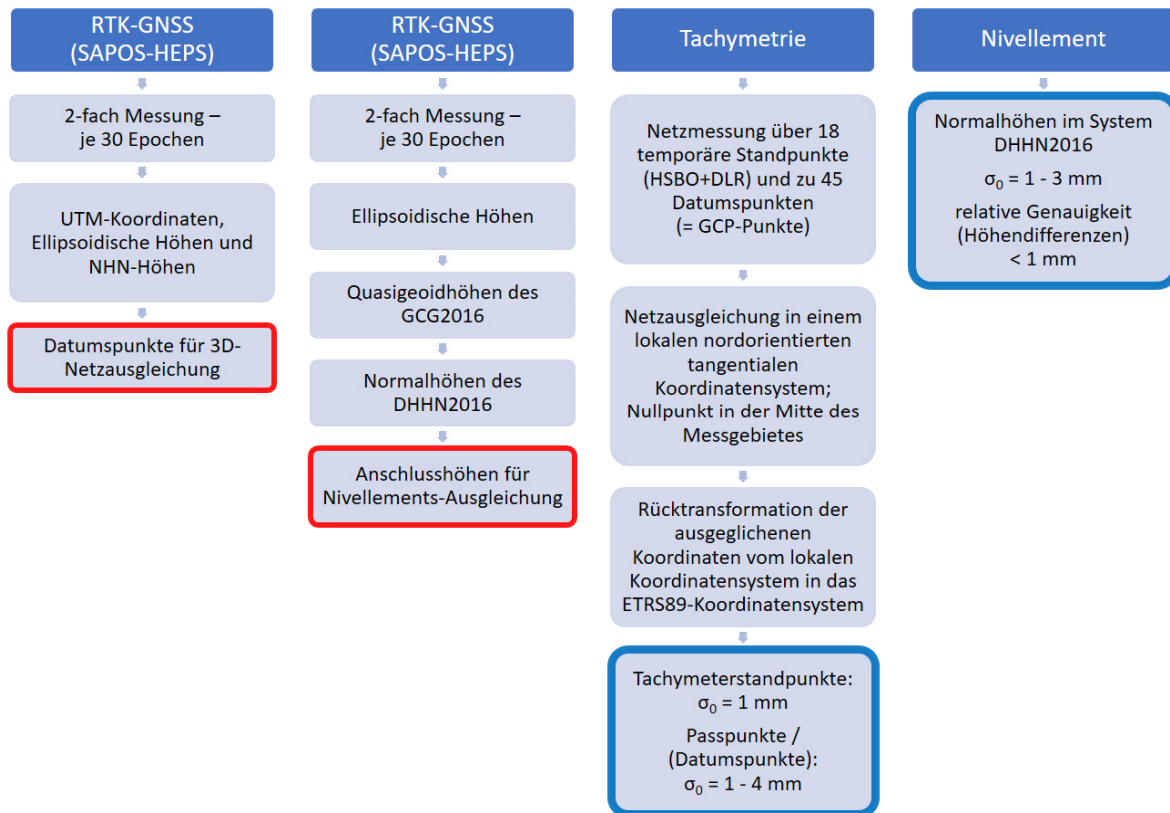 RTK-GNSS
(SAPOS-HEPS)
2-fach Messung –
je 30 Epochen
UTM-Koordinaten,
Ellipsoidische Höhen und
NHN-Höhen
Datumspunkte für 3D-
Netzausgleichung
RTK-GNSS
(SAPOS-HEPS)
2-fach Messung –
je 30 Epochen
Ellipsoidische Höhen
Quasigeoidhöhen des
GCG2016
Normalhöhen des
DHHN2016
Anschlusshöhen für
Nivellements-Ausgleichung
Tachymetrie
Netzmessung über 18
temporäre Standpunkte
(HSBO+DLR) und zu 45
Datumspunkten
(= GCP-Punkte)
Netzausgleichung in einem
lokalen nordorientierten
tangentialen
Koordinatensystem;
Nullpunkt in der Mitte des
Messgebietes
Rücktransformation der
ausgeglichenen
Koordinaten vom lokalen
Koordinatensystem in das
ETRS89-Koordinatensystem
Tachymeterstandpunkte:
σ₀ = 1 mm
Passpunkte /
(Datumspunkte):
σ₀ = 1 - 4 mm
Nivellement
Normalhöhen im System
DHHN2016
σ₀ = 1 - 3 mm
relative Genauigkeit
(Höhendifferenzen)
< 1 mm